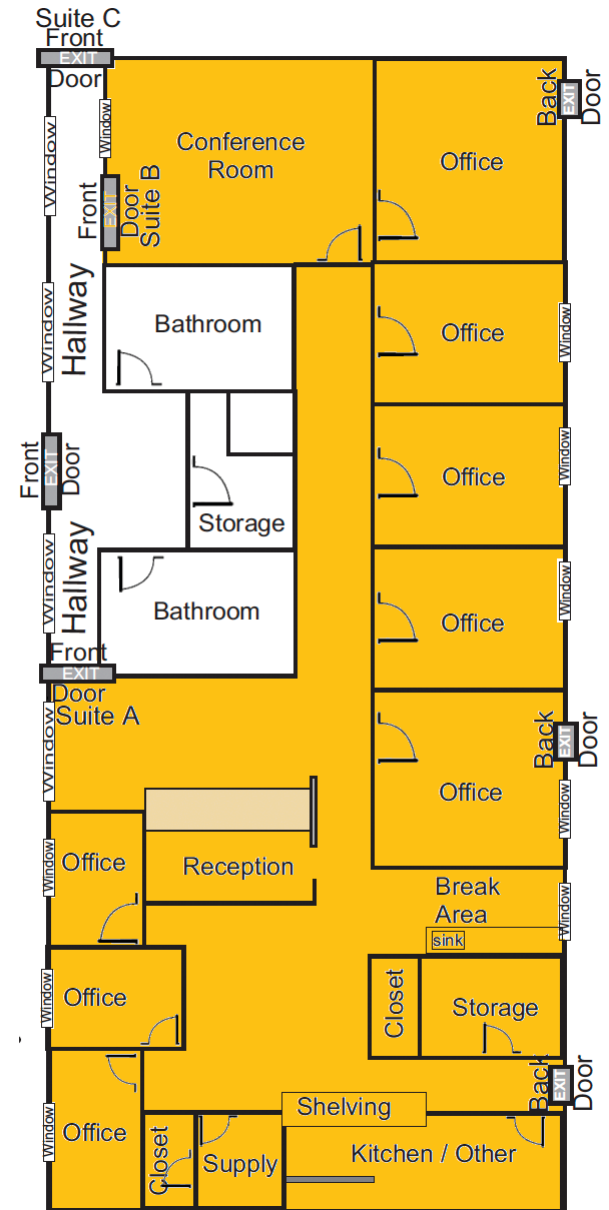 Suite C
Front
EXIT
Door
Window
Window
Conference
Room
Office
Back
EXIT
Door
Front
EXIT
Door
Suite B
Window
Hallway
Bathroom
Office
Window
Front
EXIT
Door
Storage
Office
Window
Window
Hallway
Bathroom
Office
Window
Front
EXIT
Door
Suite A
Window
Office
Back
EXIT
Door
Window
Office
Window
Reception
Break
Area
sink
Window
Office
Window
Closet
Storage
Back
EXIT
Door
Office
Window
Closet
Supply
Shelving
Kitchen / Other